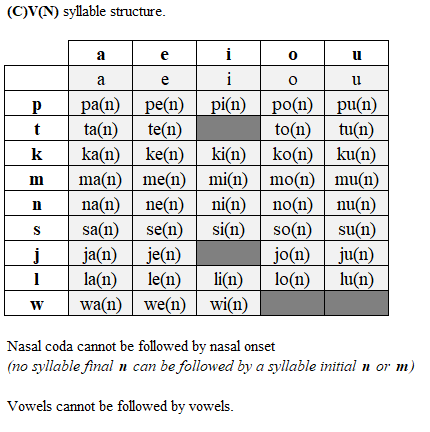 (C)V(N) syllable structure.
a e i o u
a e i o u
p pa(n) pe(n) pi(n) po(n) pu(n)
t ta(n) te(n) to(n) tu(n)
k ka(n) ke(n) ki(n) ko(n) ku(n)
m ma(n) me(n) mi(n) mo(n) mu(n)
n na(n) ne(n) ni(n) no(n) nu(n)
s sa(n) se(n) si(n) so(n) su(n)
j ja(n) je(n) jo(n) ju(n)
l la(n) le(n) li(n) lo(n) lu(n)
w wa(n) we(n) wi(n)
Nasal coda cannot be followed by nasal onset
(no syllable final n can be followed by a syllable initial n or m)
Vowels cannot be followed by vowels.